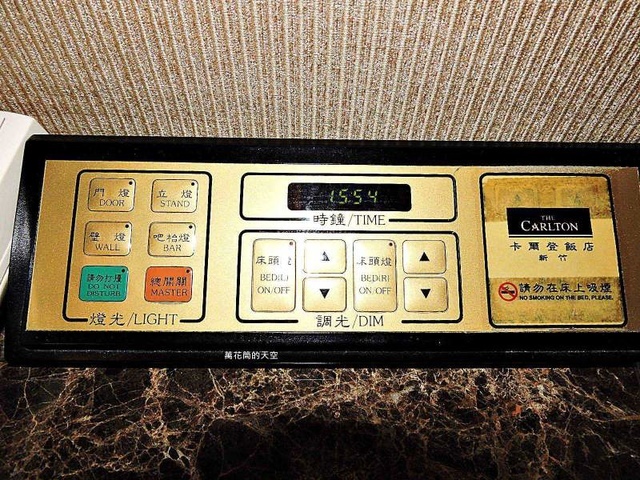 門 燈
DOOR
立 燈
STAND
壁 燈
WALL
吧枱燈
BAR
請勿打擾
DO NOT
DISTURB
總開關
MASTER
燈光/LIGHT
15:54
時鐘/TIME
床頭燈
BED(L)
ON/OFF
▲
▼
床頭燈
BED(R)
ON/OFF
▲
▼
調光/DIM
THE
CARLTON
卡爾登飯店
新竹
請勿在床上吸煙
NO SMOKING ON THE BED, PLEASE.
萬花筒的天空